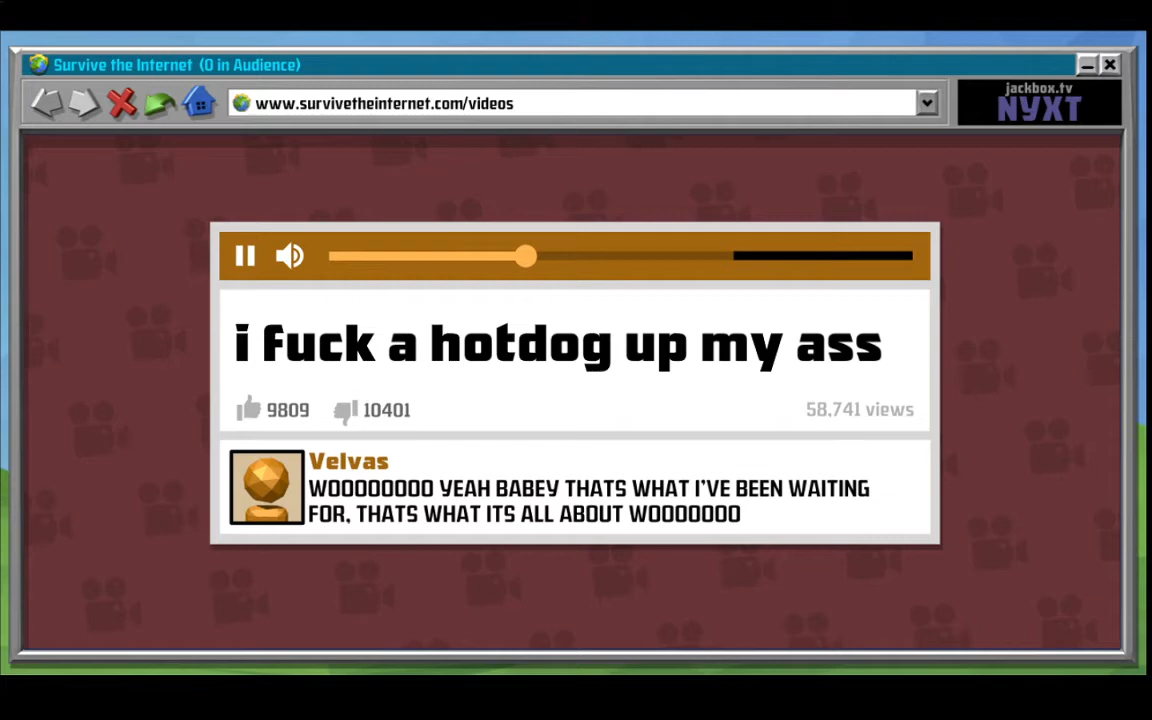 Survive the Internet (0 in Audience)
www.survivetheinternet.com/videos
jackbox.tv
NYXT
i fuck a hotdog up my ass
9809 10401 58,741 views
Velvas
WOOOOOOOO YEAH BABEY THATS WHAT I'VE BEEN WAITING
FOR, THATS WHAT ITS ALL ABOUT WOOOOOOO